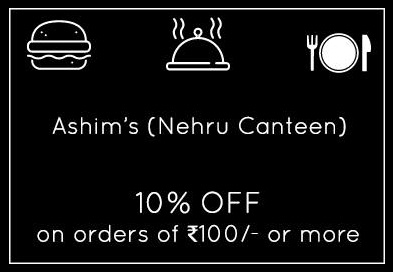 Ashim's (Nehru Canteen)
10% OFF
on orders of ₹100/- or more